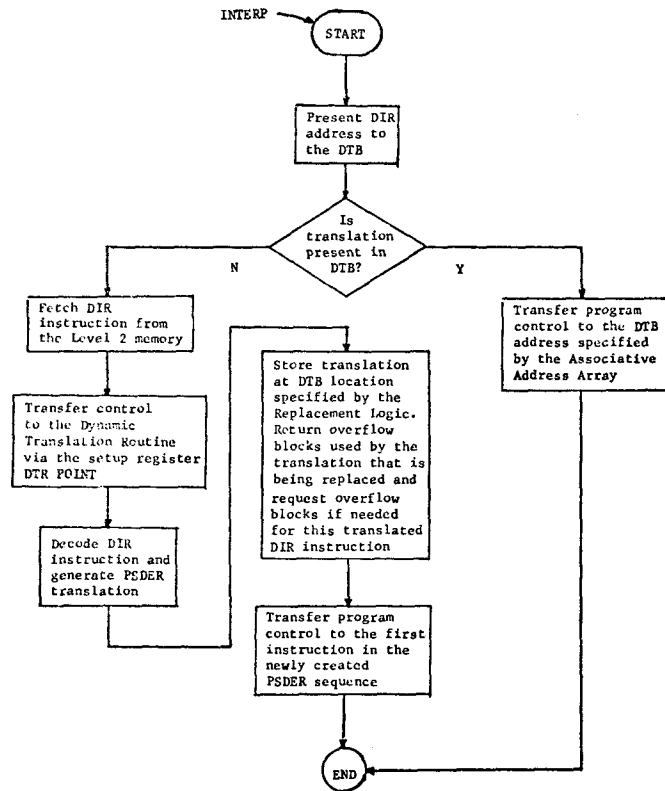 INTERP
START
Present DIR
address to
the DTB
Is
translation
present in
DTB?
N
Y
Fetch DIR
instruction from
the Level 2 memory
Transfer control
to the Dynamic
Translation Routine
via the setup register
DTR POINT
Decode DIR
instruction and
generate PSDER
translation
Store translation
at DTB location
specified by the
Replacement Logic.
Return overflow
blocks used by the
translation that is
being replaced and
request overflow
blocks if needed
for this translated
DIR instruction
Transfer program
control to the first
instruction in the
newly created
PSDER sequence
Transfer program
control to the DTB
address specified
by the Associative
Address Array
END